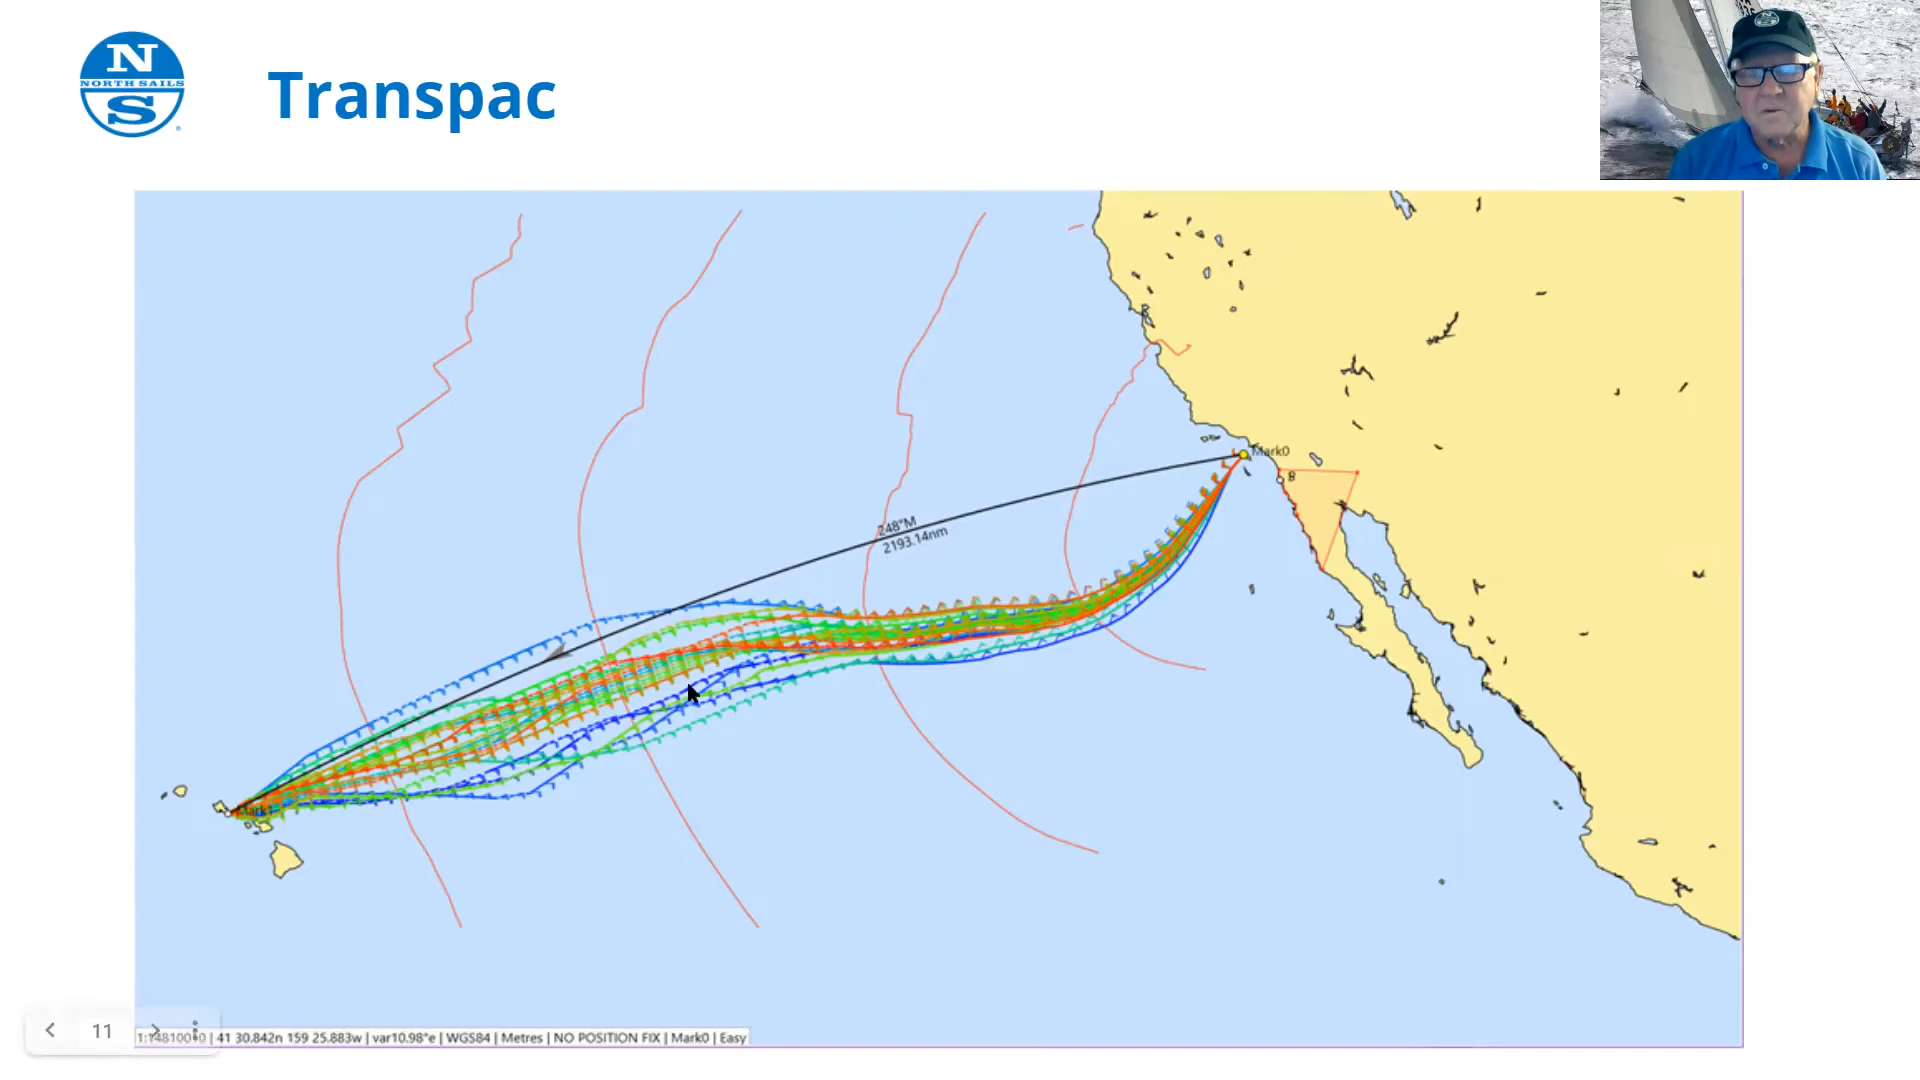 N
NORTH SAILS
S
Transpac
Mark0
8
248°M
2193.14nm
11
41 30.842n 159 25.883w | var10.98°e | WGS84 | Metres | NO POSITION FIX | Mark0 | Easy